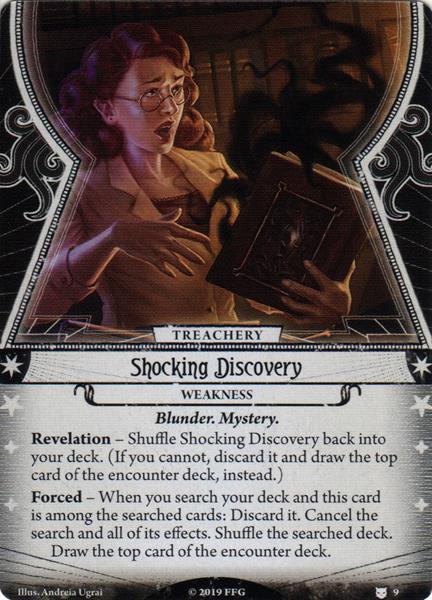 TREACHERY
Shocking Discovery
WEAKNESS
Blunder. Mystery.
Revelation – Shuffle Shocking Discovery back into
your deck. (If you cannot, discard it and draw the top
card of the encounter deck, instead.)
Forced – When you search your deck and this card
is among the searched cards: Discard it. Cancel the
search and all of its effects. Shuffle the searched deck.
Draw the top card of the encounter deck.
Illus. Andreia Ugrai © 2019 FFG 9